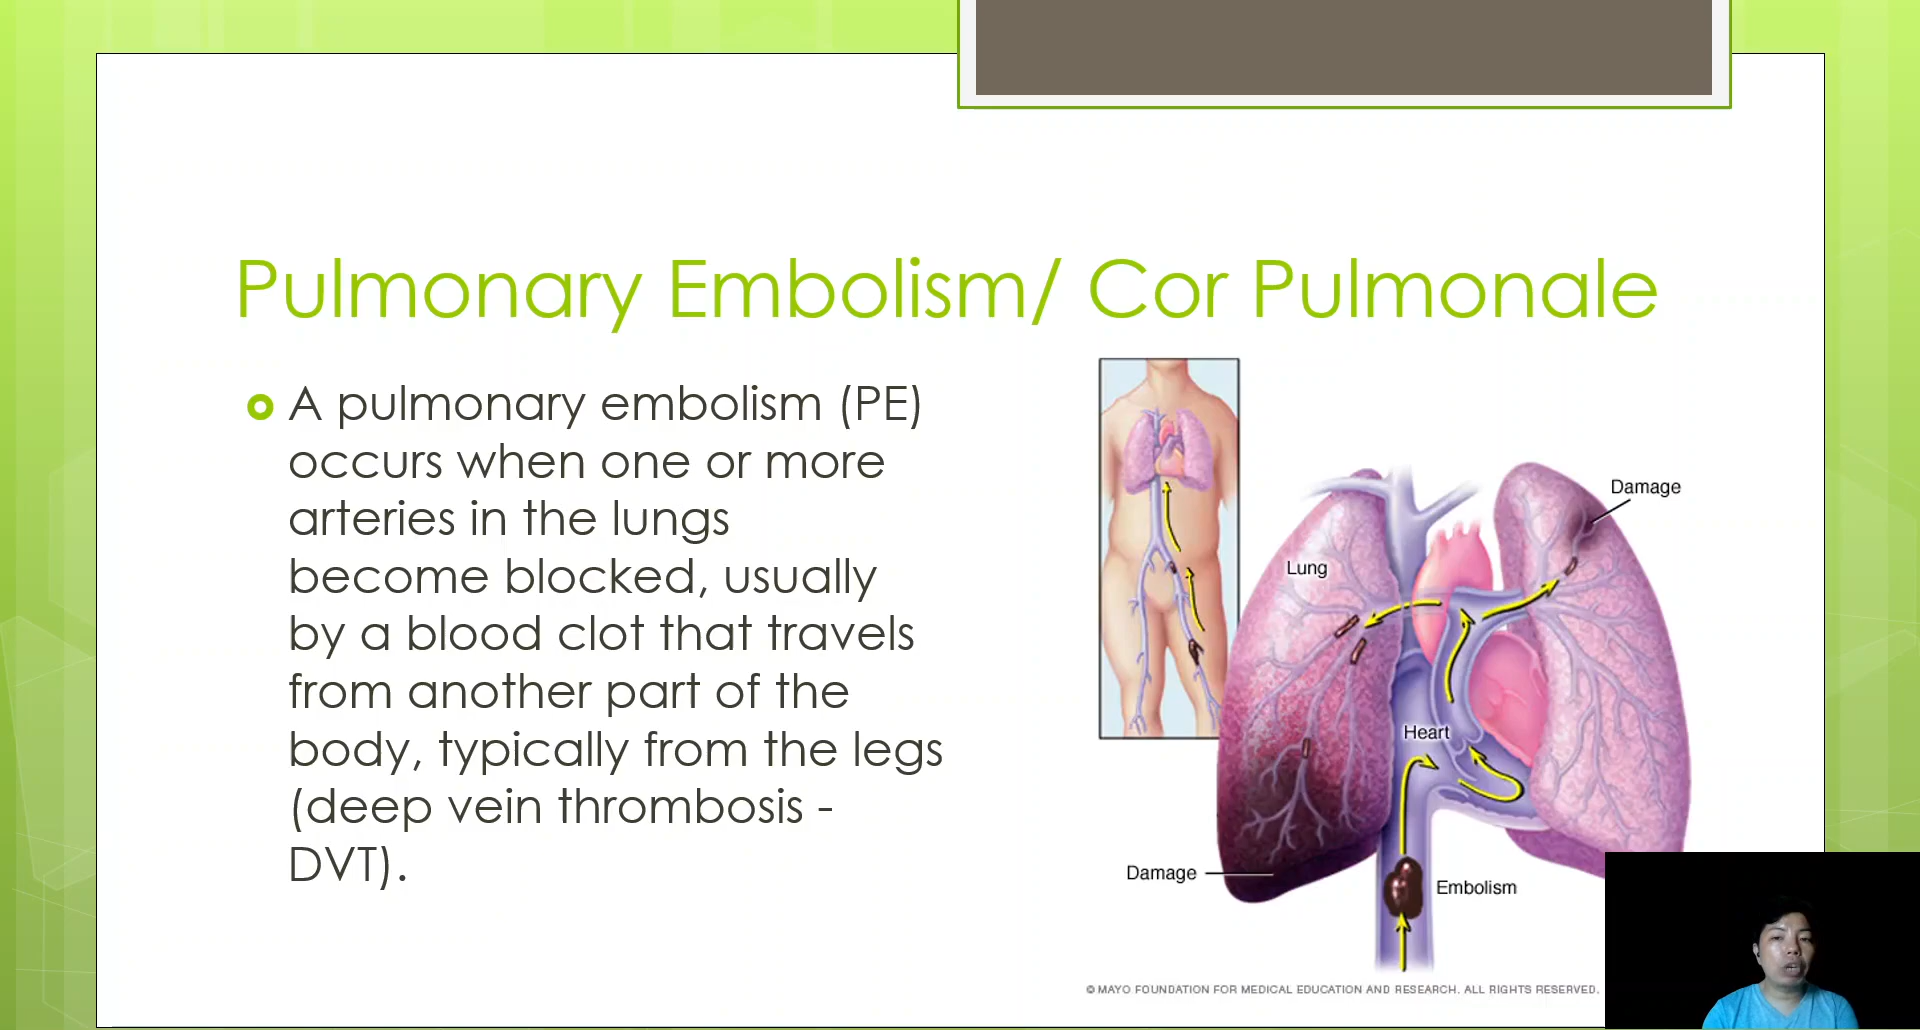 Pulmonary Embolism/ Cor Pulmonale
A pulmonary embolism (PE)
occurs when one or more
arteries in the lungs
become blocked, usually
by a blood clot that travels
from another part of the
body, typically from the legs
(deep vein thrombosis -
DVT).
Damage
Lung
Heart
Damage
Embolism
© MAYO FOUNDATION FOR MEDICAL EDUCATION AND RESEARCH. ALL RIGHTS RESERVED.